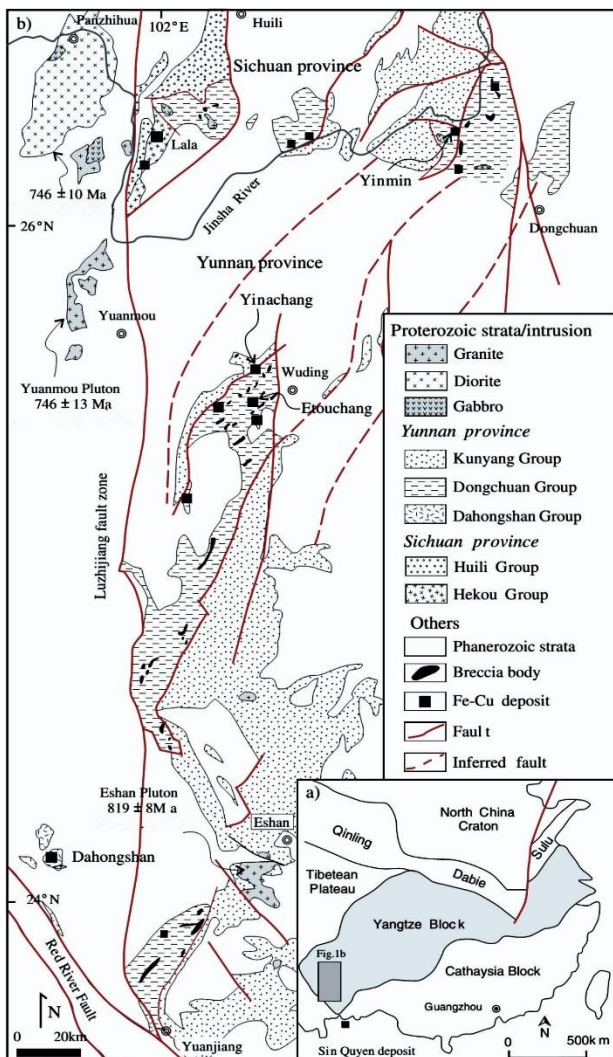 b)
Panzhihua
102°E
Huili
Sichuan province
Lala
746 ±10 Ma
Jinsha River
Yinmin
Dongchuan
26°N
Yunnan province
Yuanmou
Yinachang
Yuanmou Pluton
746 ± 13 Ma
Wuding
Etouchang
Luzhijiang fault zone
Proterozoic strata/intrusion
Granite
Diorite
Gabbro
Yunnan province
Kunyang Group
Dongchuan Group
Dahongshan Group
Sichuan province
Huili Group
Hekou Group
Others
Phanerozoic strata
Breccia body
Fe-Cu deposit
Fault
Inferred fault
Eshan Pluton
819 ± 8M a
Eshan
Dahongshan
24°N
Red River Fault
N
0 20km
Yuanjiang
a)
North China
Craton
Qinling
Sulu
Dabie
Tibetean
Plateau
Yangtze Block
Fig.1b
Cathaysia Block
Guangzhou
N
Sin Quyen deposit
0 500k m